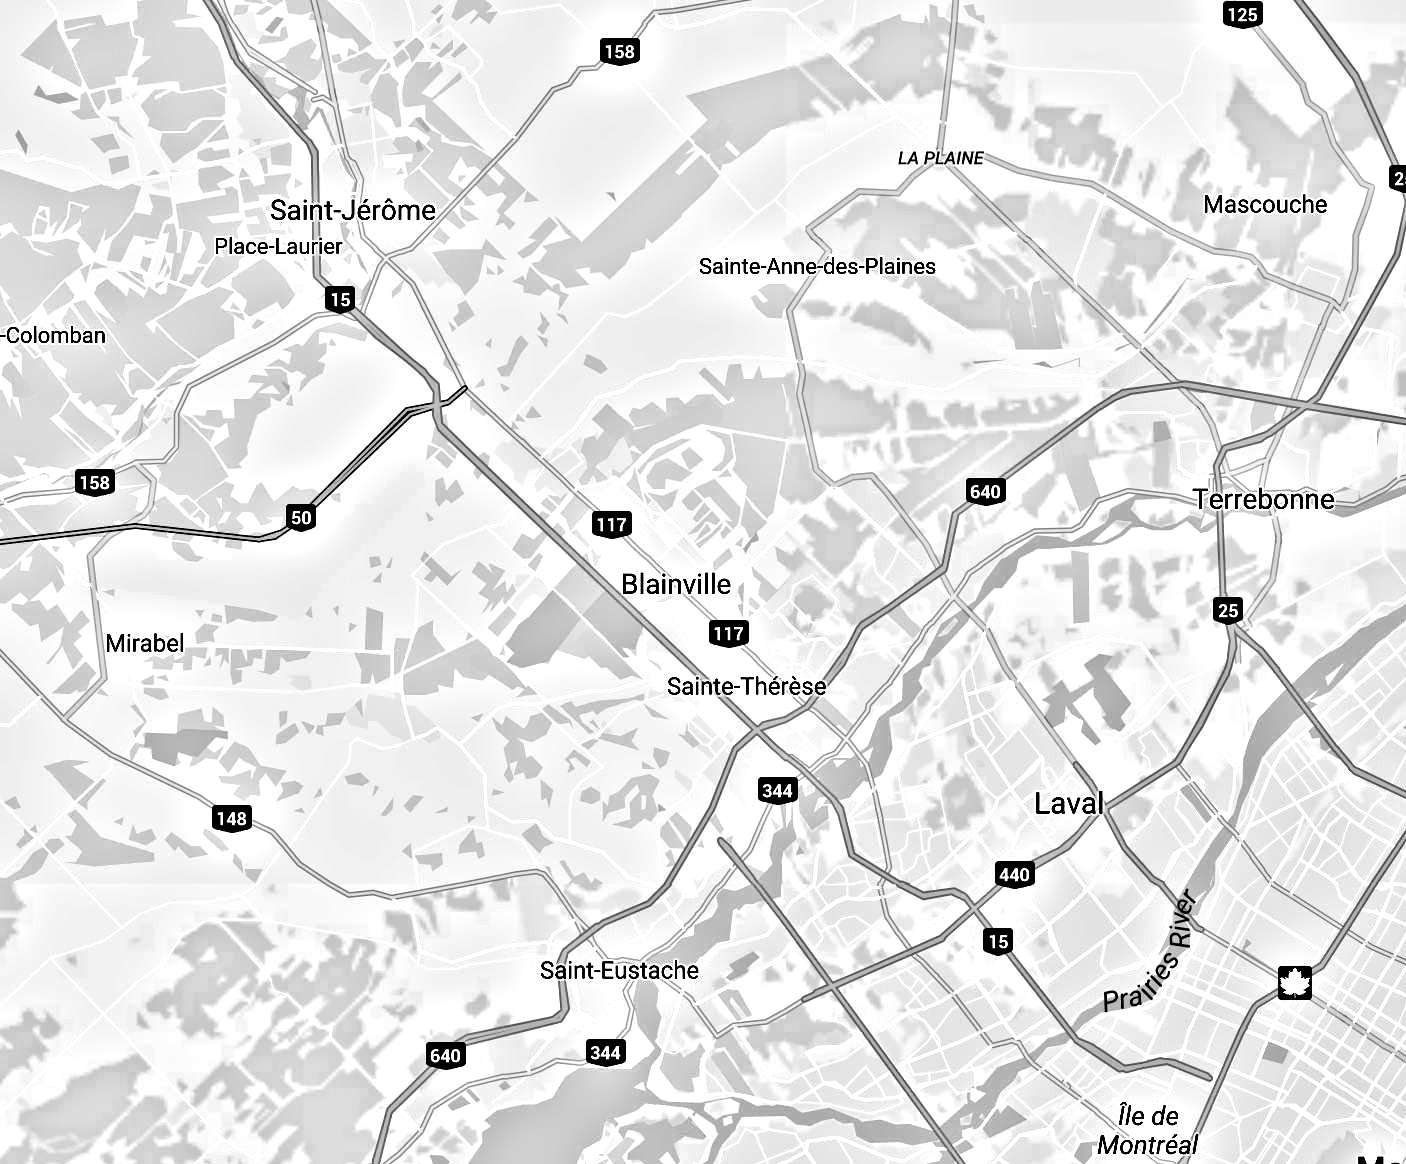 125
158
LA PLAINE
Mascouche
Saint-Jérôme
Place-Laurier
Sainte-Anne-des-Plaines
15
-Colomban
158
640
Terrebonne
50
117
Blainville
25
117
Mirabel
Sainte-Thérèse
344
Laval
148
440
15
Prairies River
Saint-Eustache
640
344
Île de
Montréal